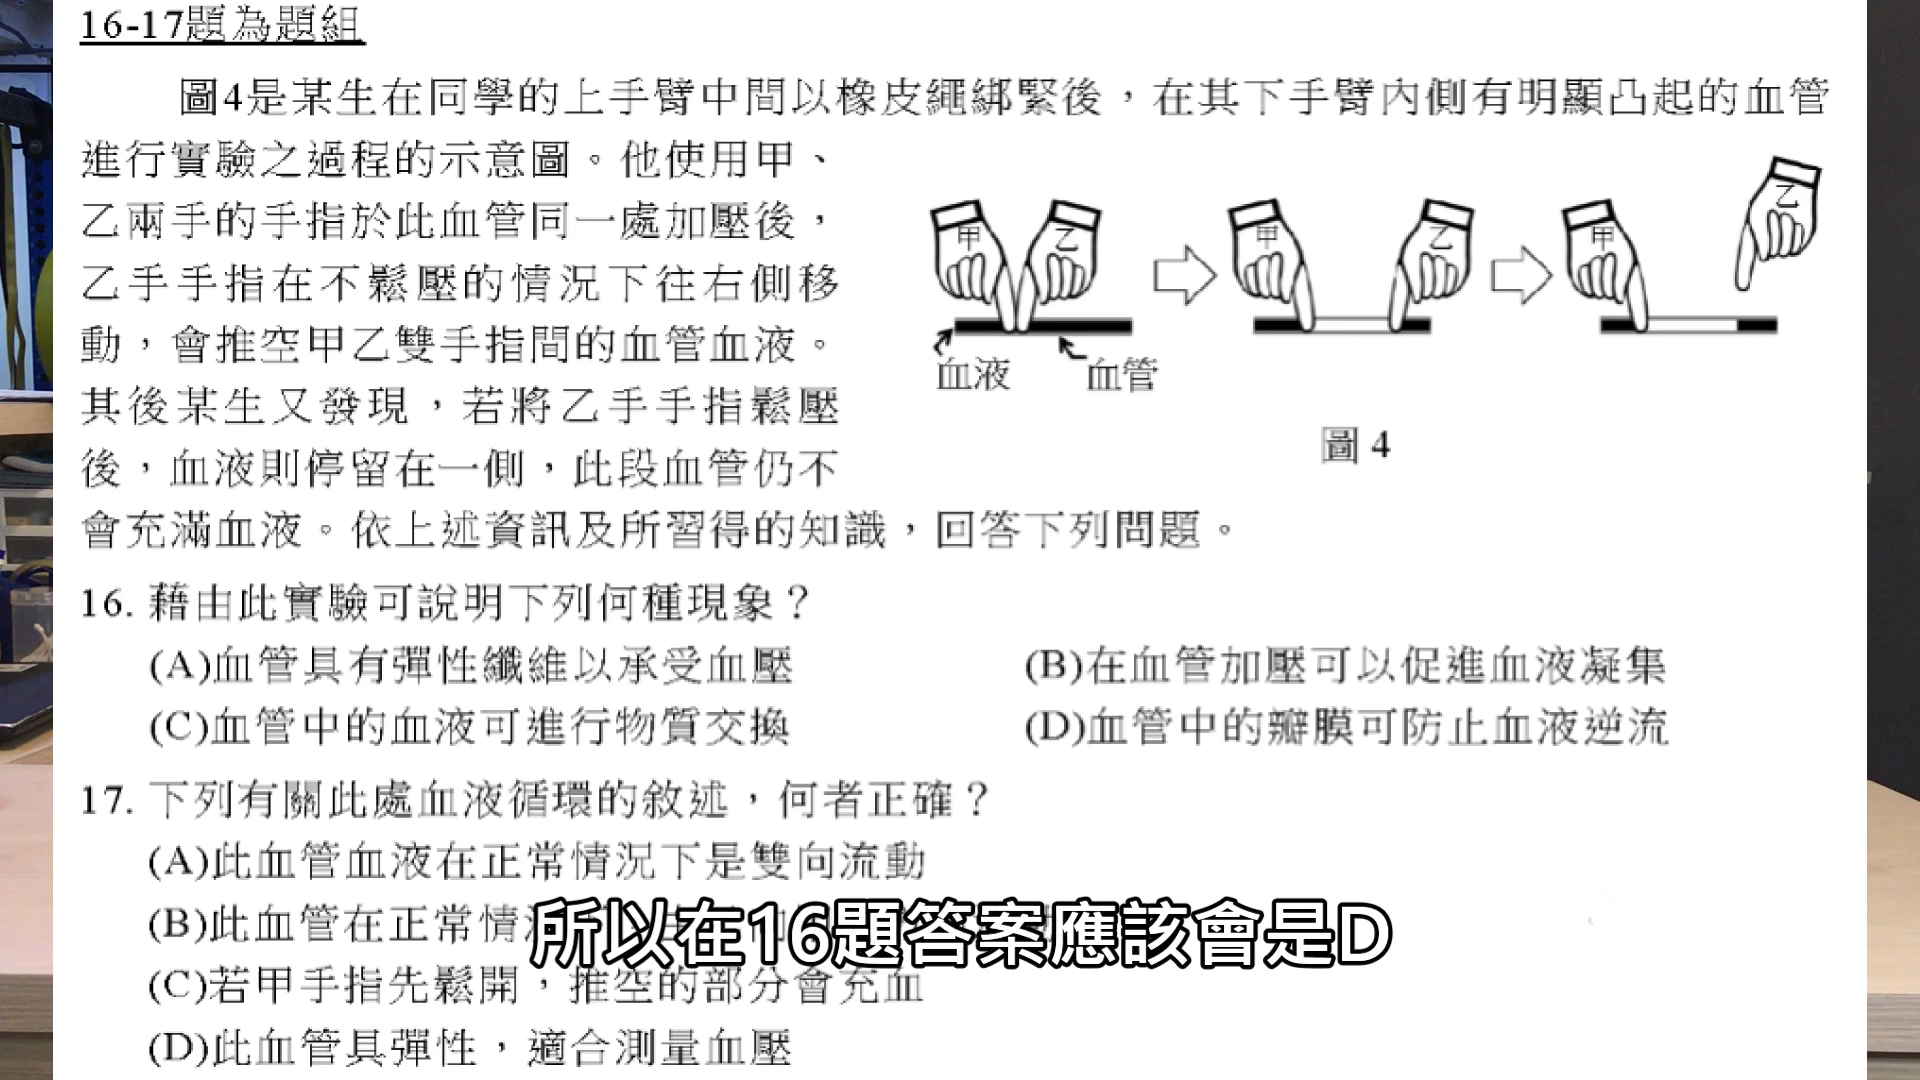 16-17題為題組
圖4是某生在同學的上手臂中間以橡皮繩綁緊後，在其下手臂內側有明顯凸起的血管
進行實驗之過程的示意圖。他使用甲、
乙兩手的手指於此血管同一處加壓後，
乙手手指在不鬆壓的情況下往右側移
動，會推空甲乙雙手指間的血管血液。
其後某生又發現，若將乙手手指鬆壓
後，血液則停留在一側，此段血管仍不
會充滿血液。依上述資訊及所習得的知識，回答下列問題。
甲 乙 甲 乙 甲 乙
血液 血管
圖 4
16. 藉由此實驗可說明下列何種現象？
(A)血管具有彈性纖維以承受血壓 (B)在血管加壓可以促進血液凝集
(C)血管中的血液可進行物質交換 (D)血管中的瓣膜可防止血液逆流
17. 下列有關此處血液循環的敘述，何者正確？
(A)此血管血液在正常情況下是雙向流動
(B)此血管在正常情
所以在16題答案應該會是D
(C)若甲手指先鬆開，推空的部分會充血
(D)此血管具彈性，適合測量血壓